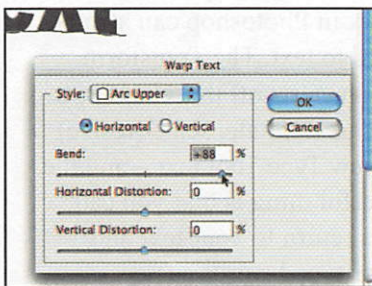 Warp Text
Style: Arc Upper
OK
Horizontal Vertical
Cancel
Bend: +88 %
Horizontal Distortion: 0 %
Vertical Distortion: 0 %